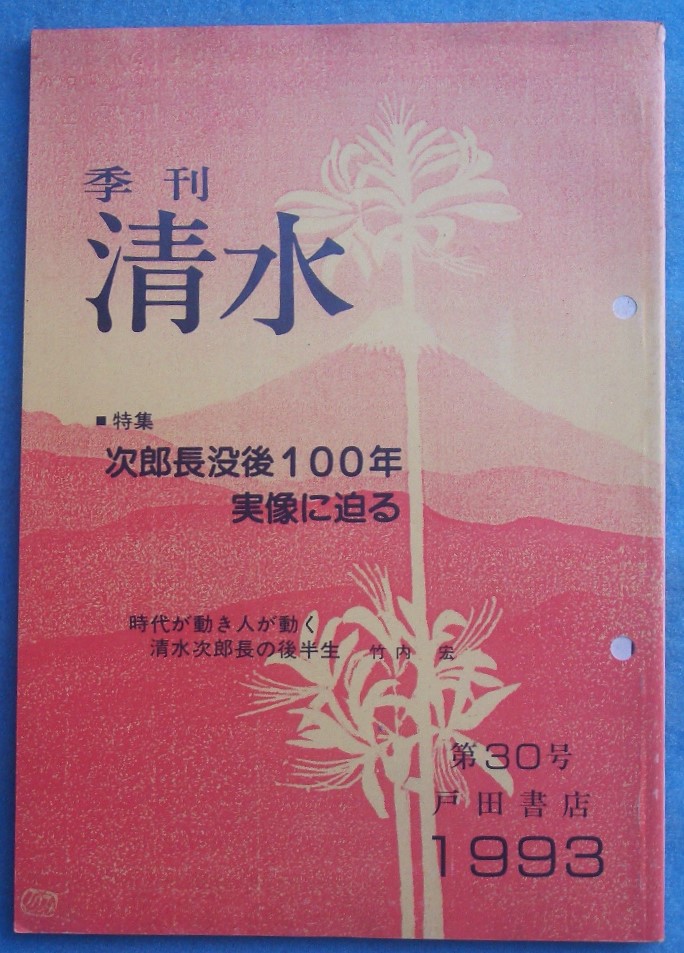 季刊
清水
■特集
次郎長没後100年
実像に迫る
時代が動き人が動く
清水次郎長の後半生 竹内 宏
第30号
戸田書店
1993